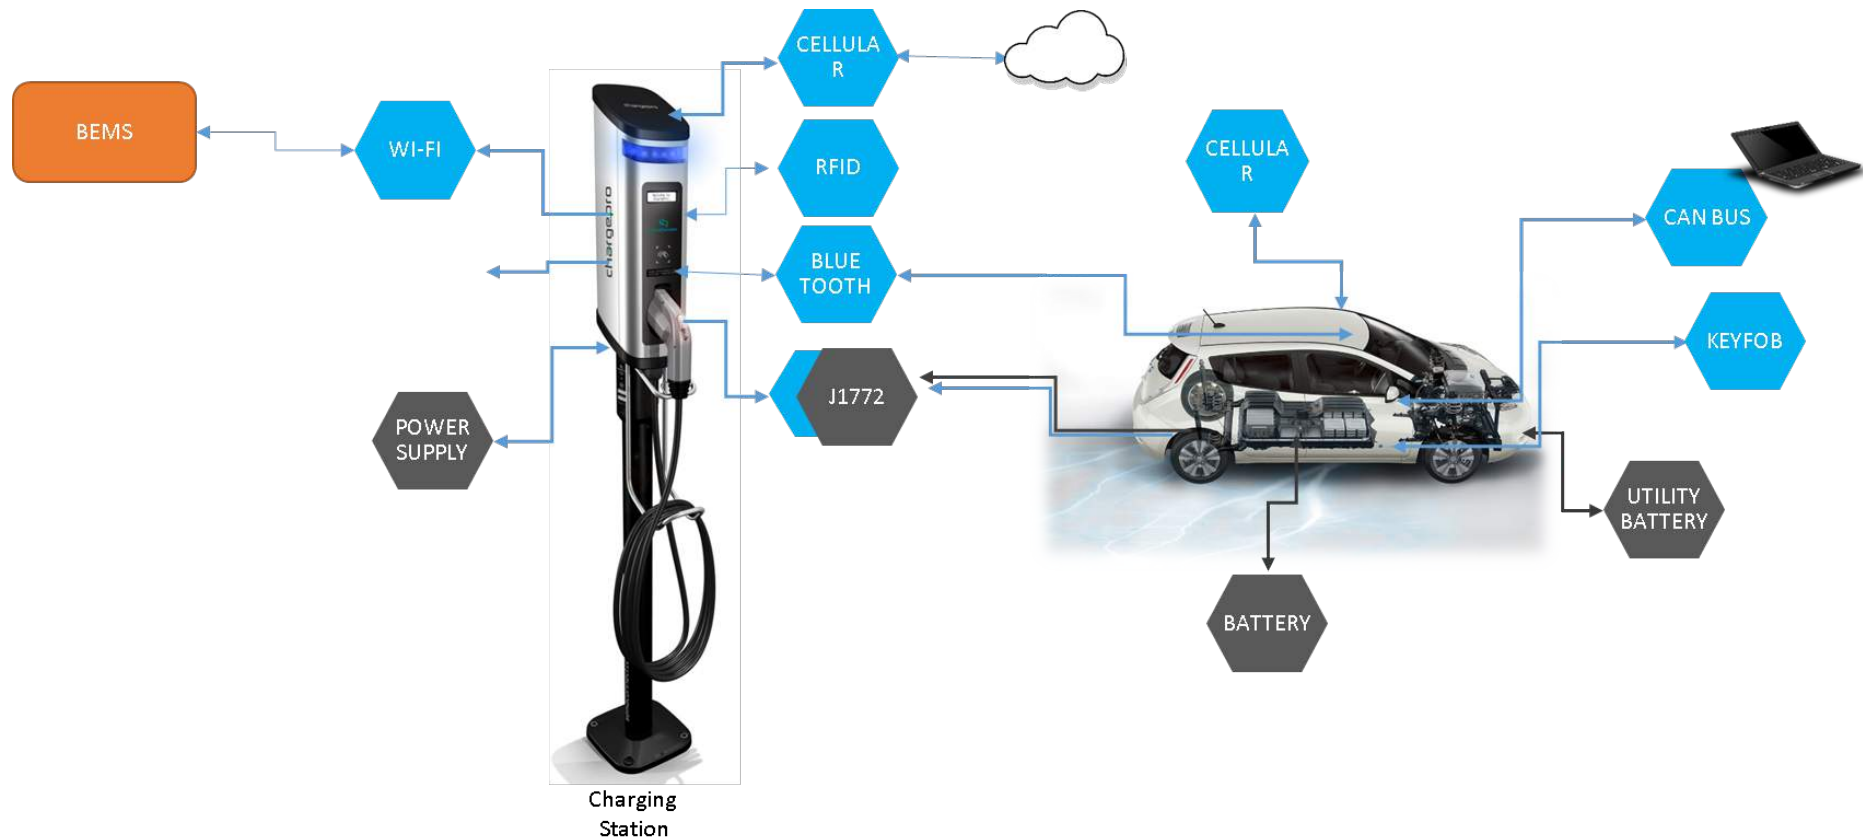 CELLULA
R
BEMS
WI-FI
RFID
CELLULA
R
CAN BUS
chargepro
BLUE
TOOTH
KEYFOB
J1772
POWER
SUPPLY
UTILITY
BATTERY
BATTERY
Charging
Station